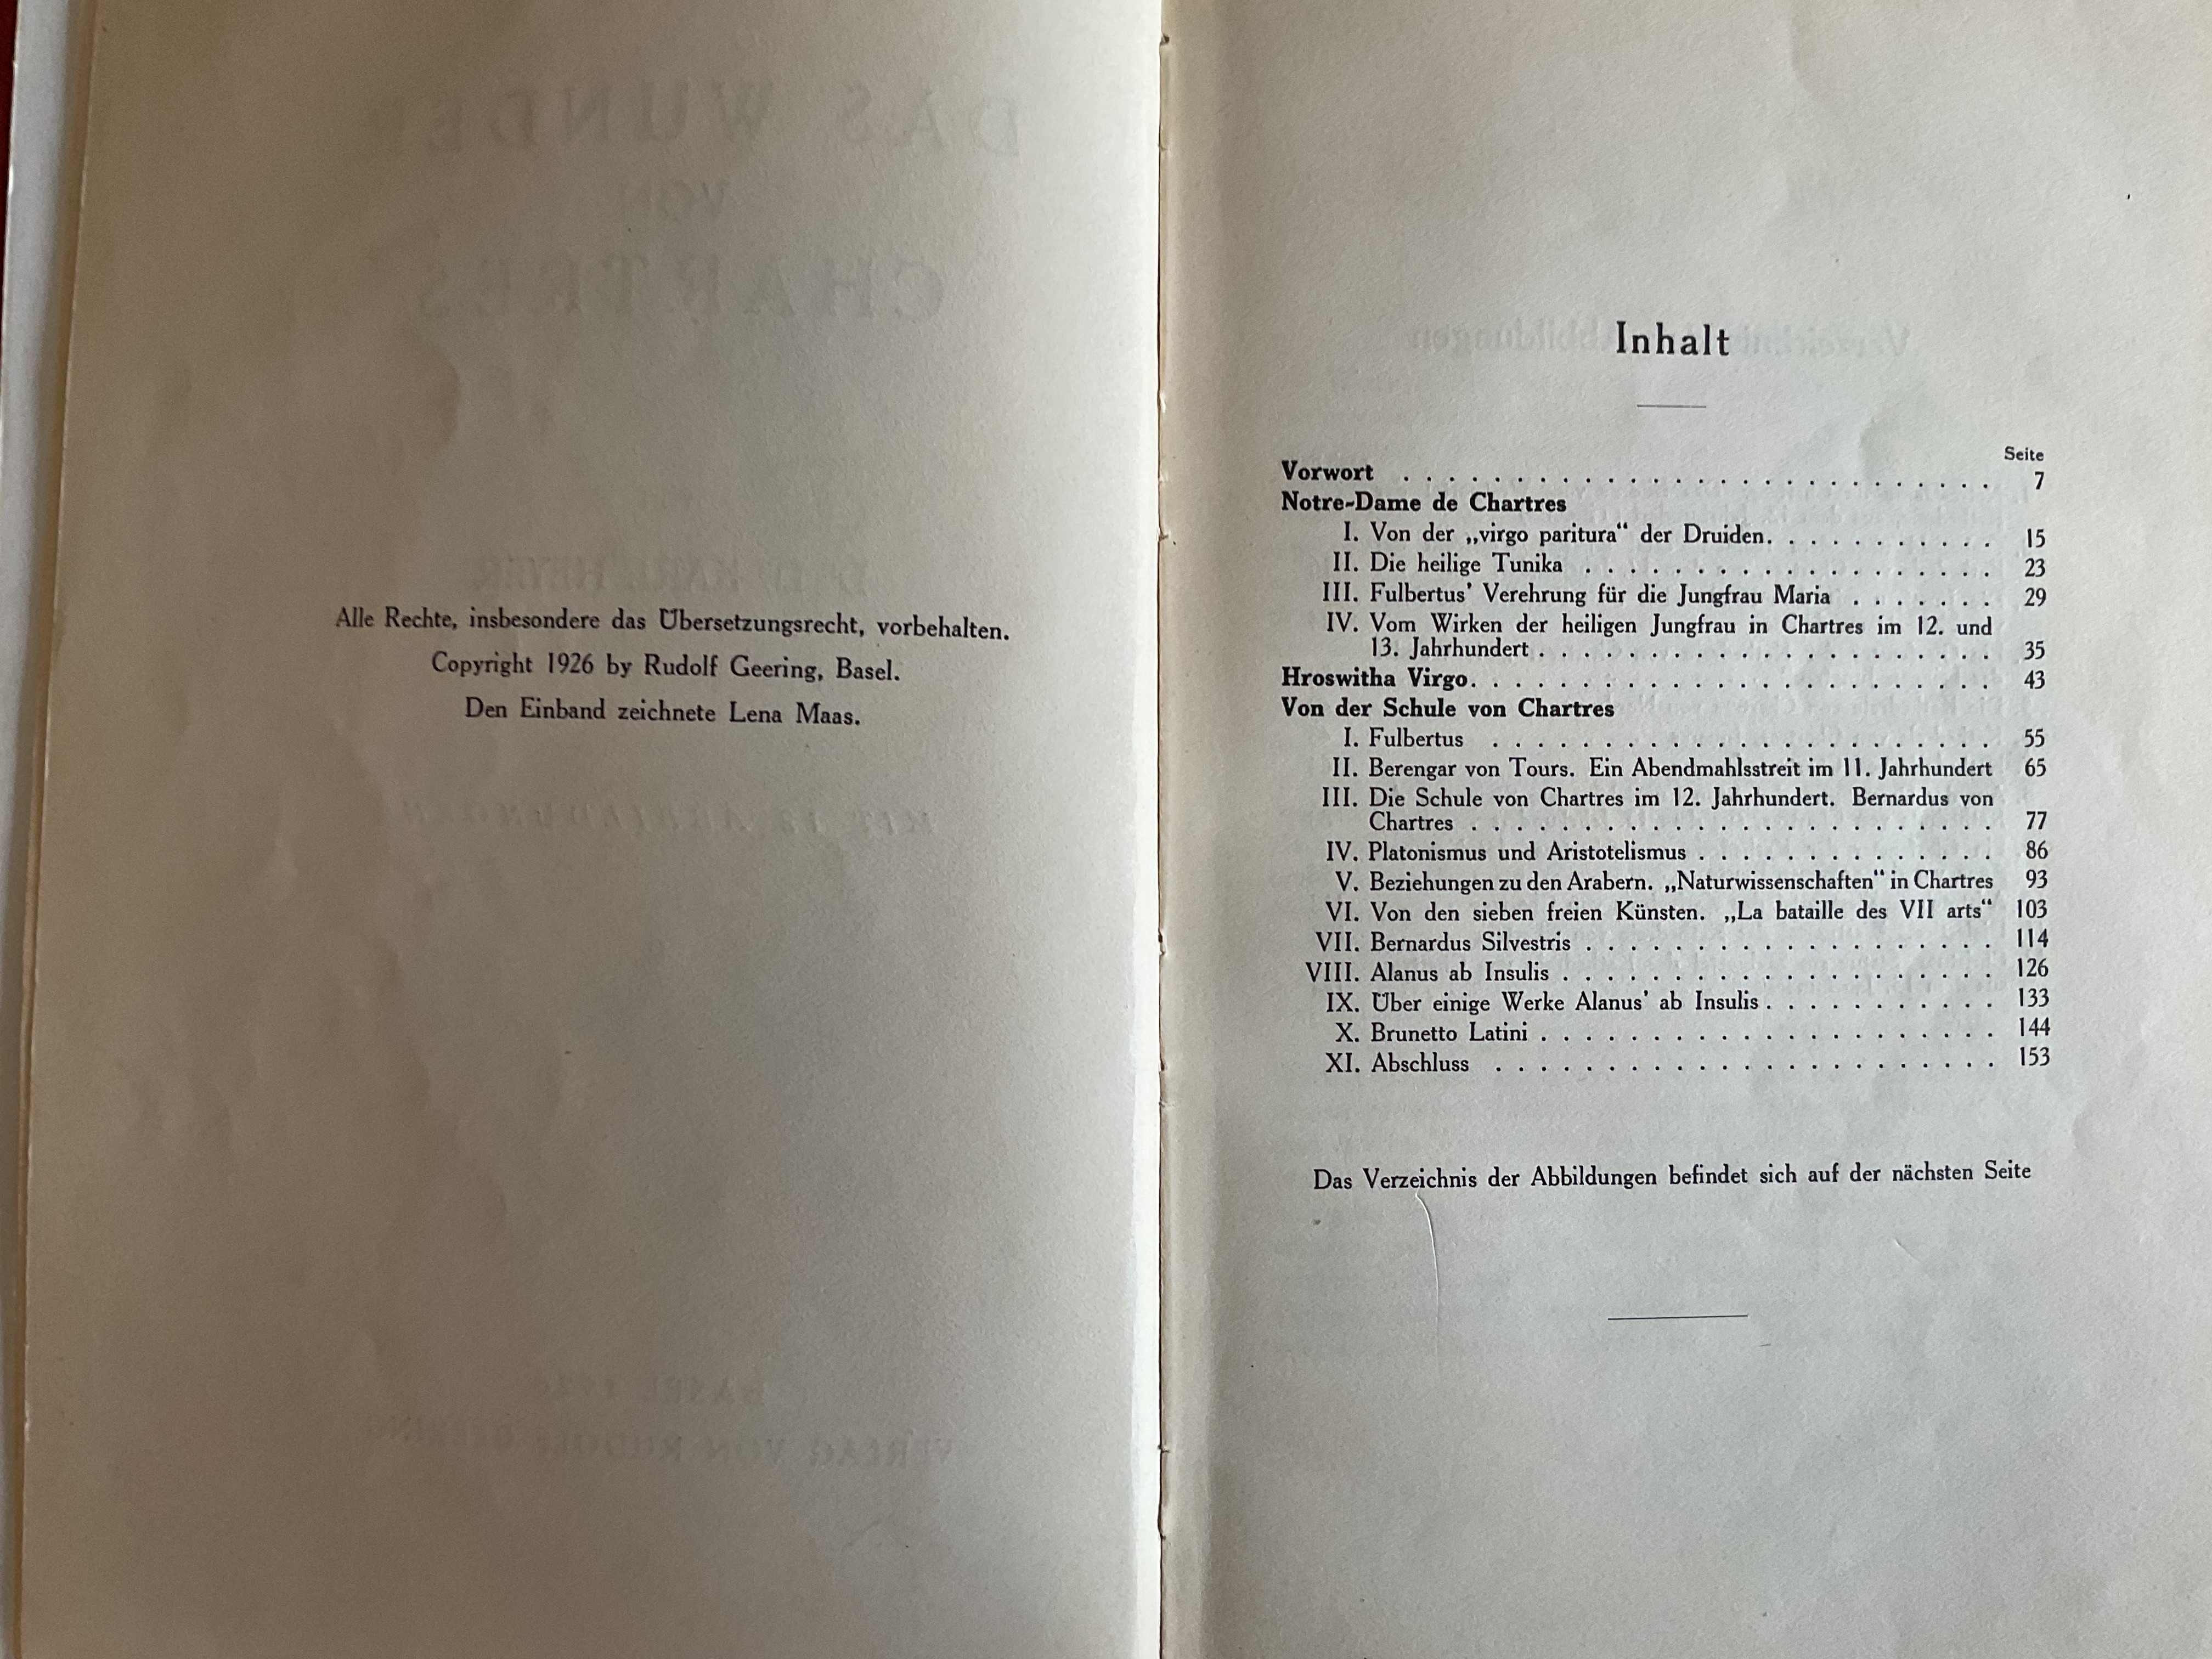 Alle Rechte, insbesondere das Übersetzungsrecht, vorbehalten.
Copyright 1926 by Rudolf Geering, Basel.
Den Einband zeichnete Lena Maas.
Inhalt
Seite
Vorwort . . . . . . . . . . . . . . . . . . . . . . . . . . . 7
Notre-Dame de Chartres
I. Von der „virgo paritura“ der Druiden. . . . . . . . . . . 15
II. Die heilige Tunika . . . . . . . . . . . . . . . . . . . 23
III. Fulbertus' Verehrung für die Jungfrau Maria . . . . . . . 29
IV. Vom Wirken der heiligen Jungfrau in Chartres im 12. und
13. Jahrhundert . . . . . . . . . . . . . . . . . . . . . 35
Hroswitha Virgo. . . . . . . . . . . . . . . . . . . . . . . . 43
Von der Schule von Chartres
I. Fulbertus . . . . . . . . . . . . . . . . . . . . . . . 55
II. Berengar von Tours. Ein Abendmahlsstreit im 11. Jahrhundert 65
III. Die Schule von Chartres im 12. Jahrhundert. Bernardus von
Chartres . . . . . . . . . . . . . . . . . . . . . . . . 77
IV. Platonismus und Aristotelismus . . . . . . . . . . . . . . 86
V. Beziehungen zu den Arabern. „Naturwissenschaften“ in Chartres 93
VI. Von den sieben freien Künsten. „La bataille des VII arts“ 103
VII. Bernardus Silvestris . . . . . . . . . . . . . . . . . . . 114
VIII. Alanus ab Insulis . . . . . . . . . . . . . . . . . . . . 126
IX. Über einige Werke Alanus' ab Insulis . . . . . . . . . . . 133
X. Brunetto Latini . . . . . . . . . . . . . . . . . . . . . 144
XI. Abschluss . . . . . . . . . . . . . . . . . . . . . . . 153
Das Verzeichnis der Abbildungen befindet sich auf der nächsten Seite